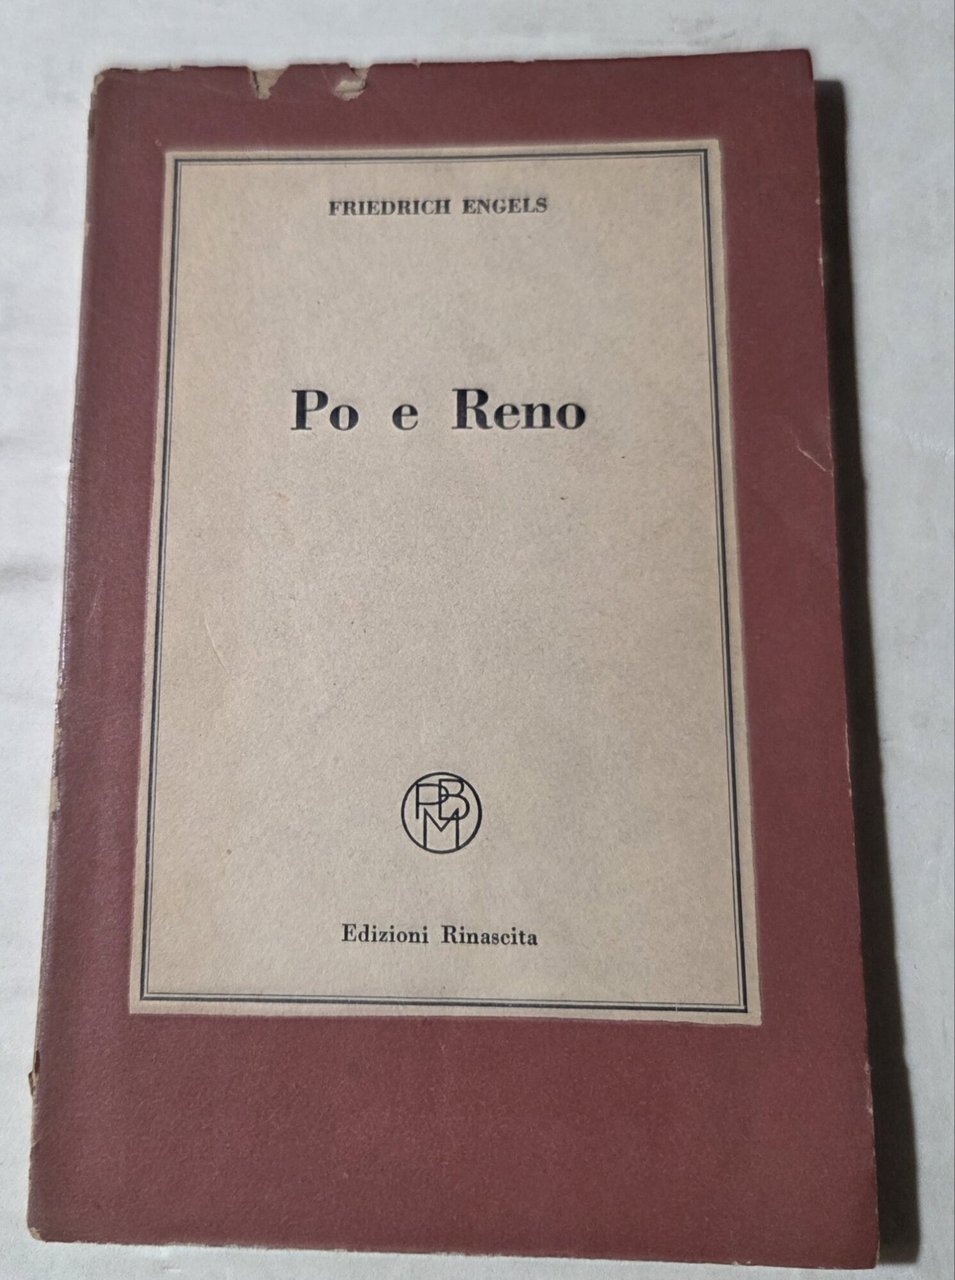 FRIEDRICH ENGELS
Po e Reno
PBM
Edizioni Rinascita